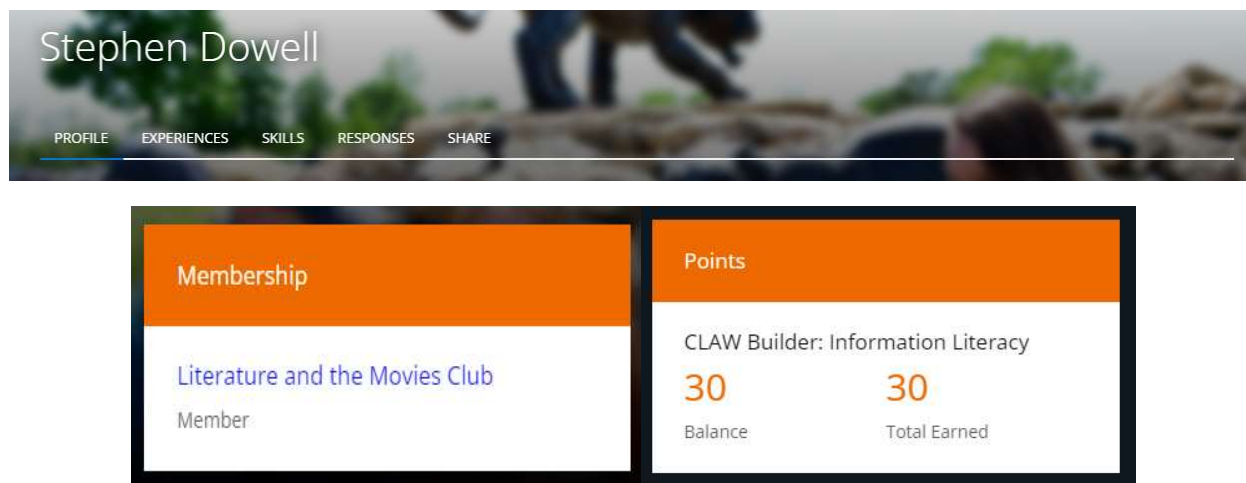 Stephen Dowell
PROFILE EXPERIENCES SKILLS RESPONSES SHARE
Membership
Literature and the Movies Club
Member
Points
CLAW Builder: Information Literacy
30 30
Balance Total Earned